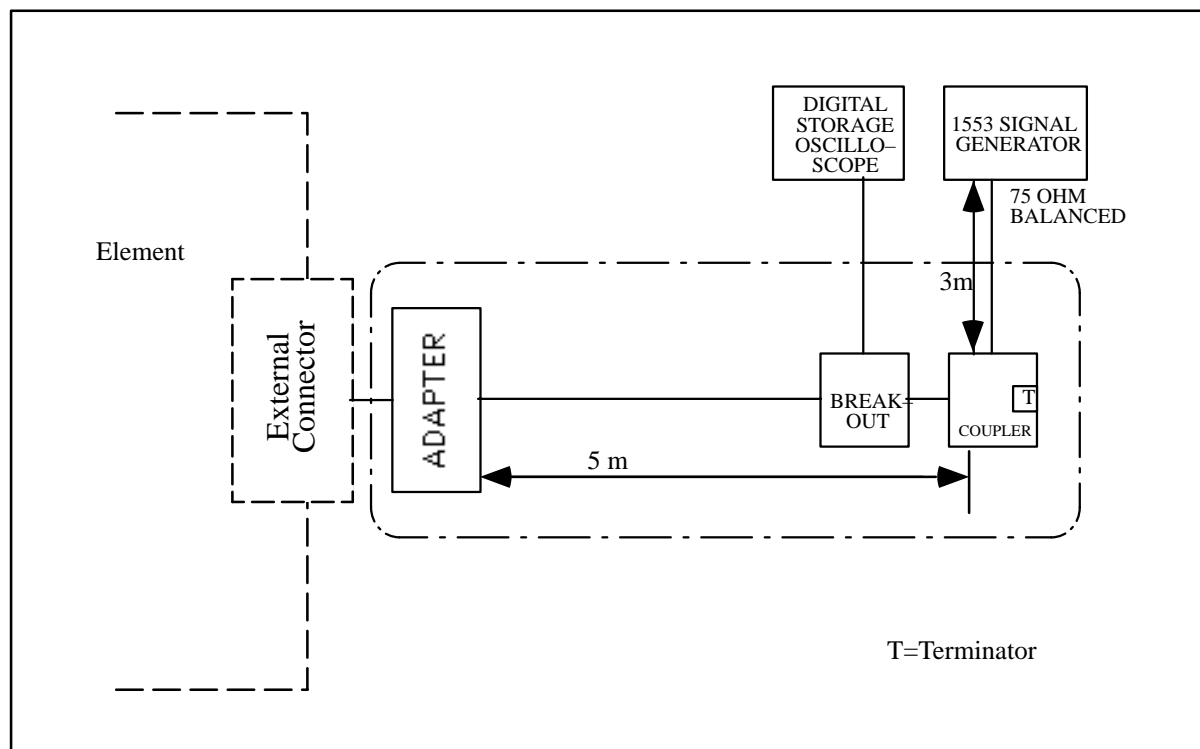 DIGITAL
STORAGE
OSCILLO–
SCOPE
1553 SIGNAL
GENERATOR
75 OHM
BALANCED
Element
3m
External
Connector
ADAPTER
BREAK–
OUT
T
COUPLER
5 m
T=Terminator